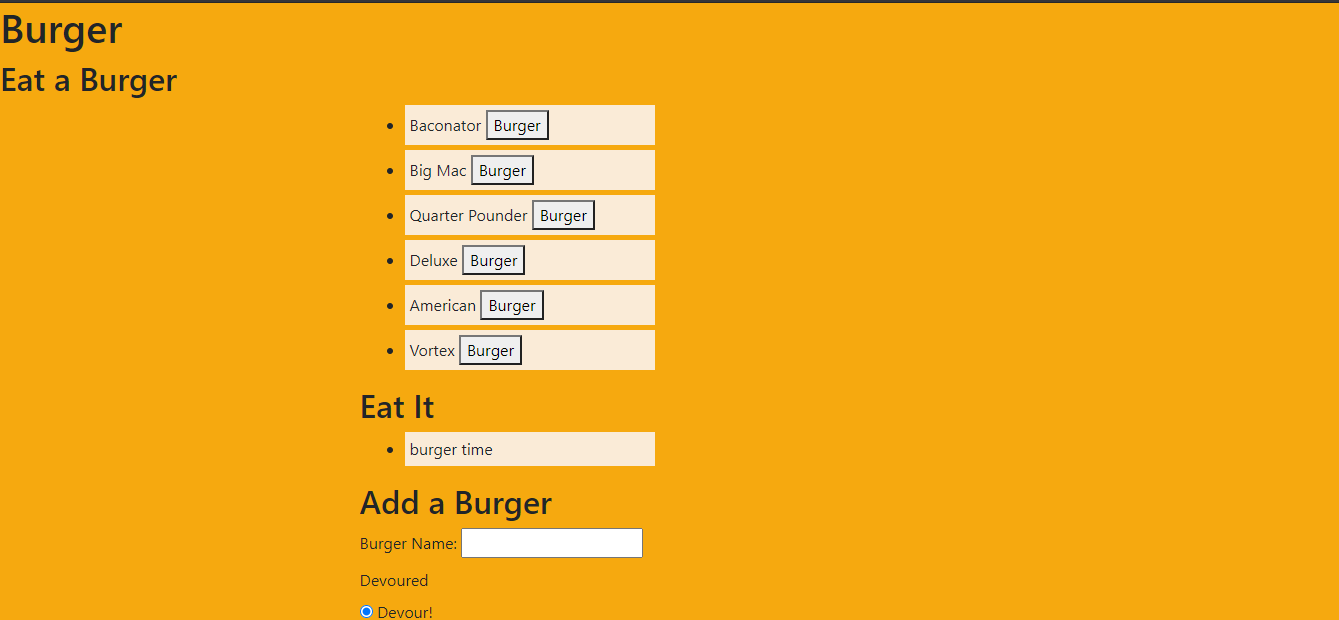 Burger
Eat a Burger
Baconator Burger
Big Mac Burger
Quarter Pounder Burger
Deluxe Burger
American Burger
Vortex Burger
Eat It
burger time
Add a Burger
Burger Name:
Devoured
Devour!